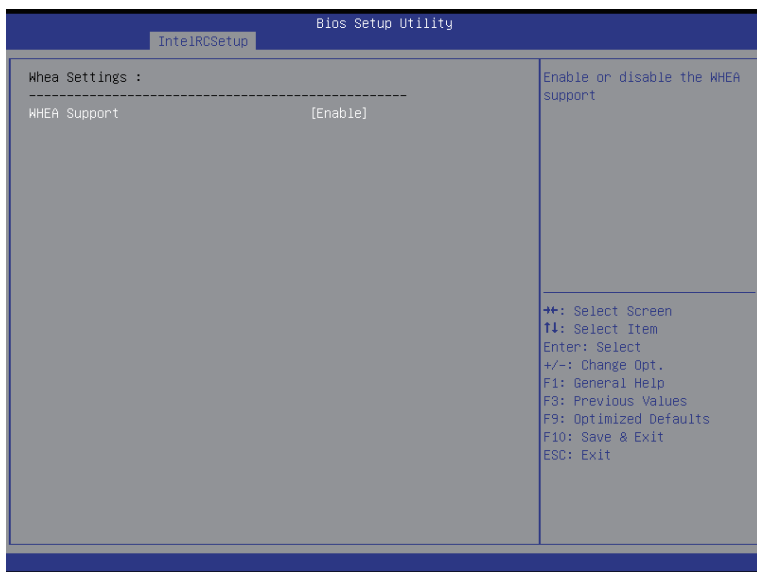 Bios Setup Utility
IntelRCSetup
Whea Settings :
--------------------------------------------------
WHEA Support [Enable]
Enable or disable the WHEA
support
→←: Select Screen
↑↓: Select Item
Enter: Select
+/-: Change Opt.
F1: General Help
F3: Previous Values
F9: Optimized Defaults
F10: Save & Exit
ESC: Exit